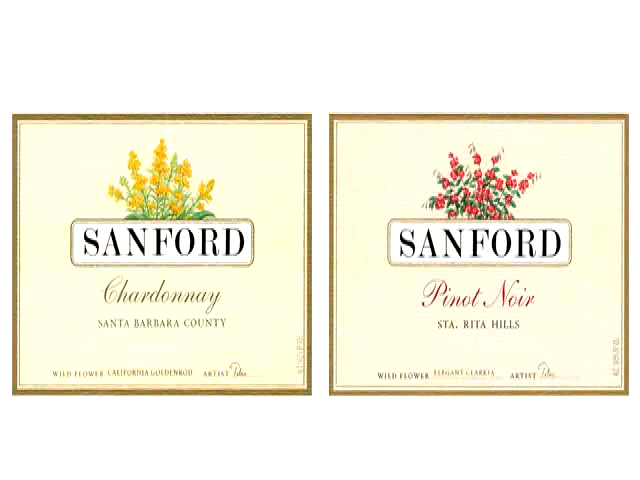 SANFORD
Chardonnay
SANTA BARBARA COUNTY
WILD FLOWER CALIFORNIA GOLDENROD ARTIST
SANFORD
Pinot Noir
STA. RITA HILLS
WILD FLOWER ELEGANT CLARKIA ARTIST